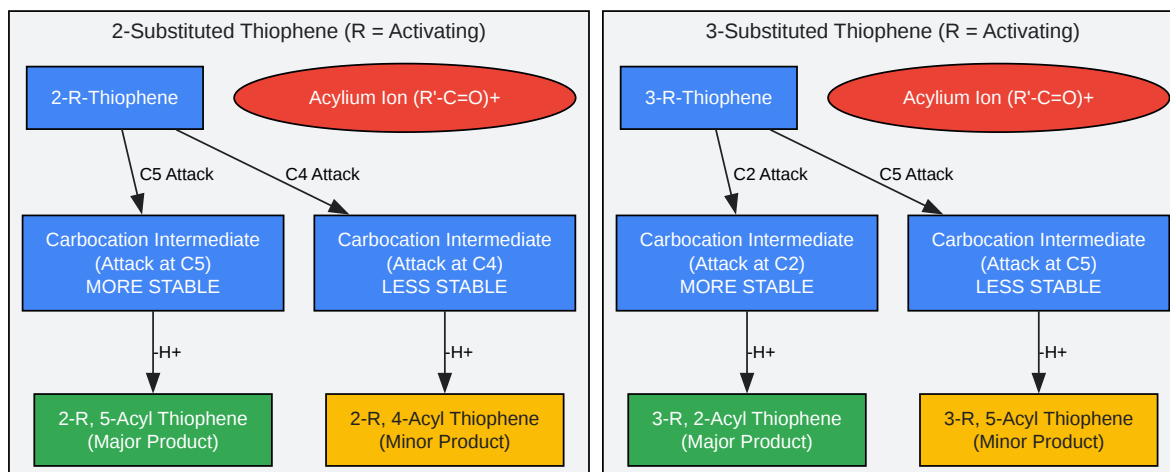 2-Substituted Thiophene (R = Activating)
2-R-Thiophene
Acylium Ion (R'-C=O)+
C5 Attack
C4 Attack
Carbocation Intermediate
(Attack at C5)
MORE STABLE
Carbocation Intermediate
(Attack at C4)
LESS STABLE
-H+
-H+
2-R, 5-Acyl Thiophene
(Major Product)
2-R, 4-Acyl Thiophene
(Minor Product)
3-Substituted Thiophene (R = Activating)
3-R-Thiophene
Acylium Ion (R'-C=O)+
C2 Attack
C5 Attack
Carbocation Intermediate
(Attack at C2)
MORE STABLE
Carbocation Intermediate
(Attack at C5)
LESS STABLE
-H+
-H+
3-R, 2-Acyl Thiophene
(Major Product)
3-R, 5-Acyl Thiophene
(Minor Product)